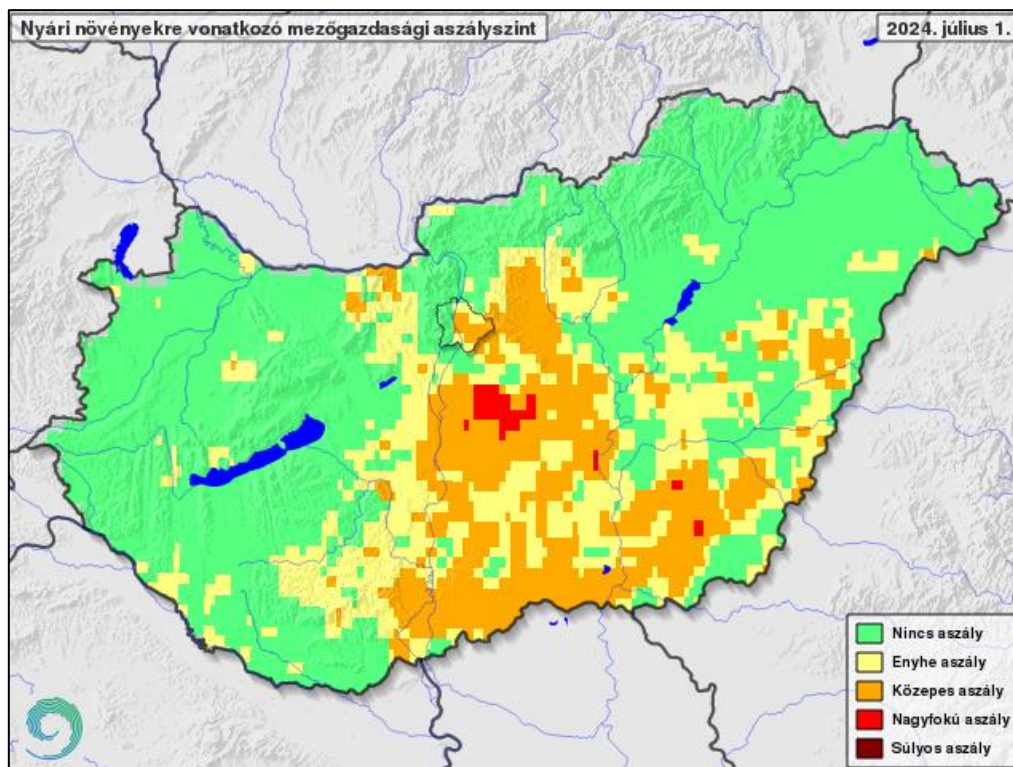 Nyári növényekre vonatkozó mezőgazdasági aszályszint
2024. július 1.
Nincs aszály
Enyhe aszály
Közepes aszály
Nagyfokú aszály
Súlyos aszály